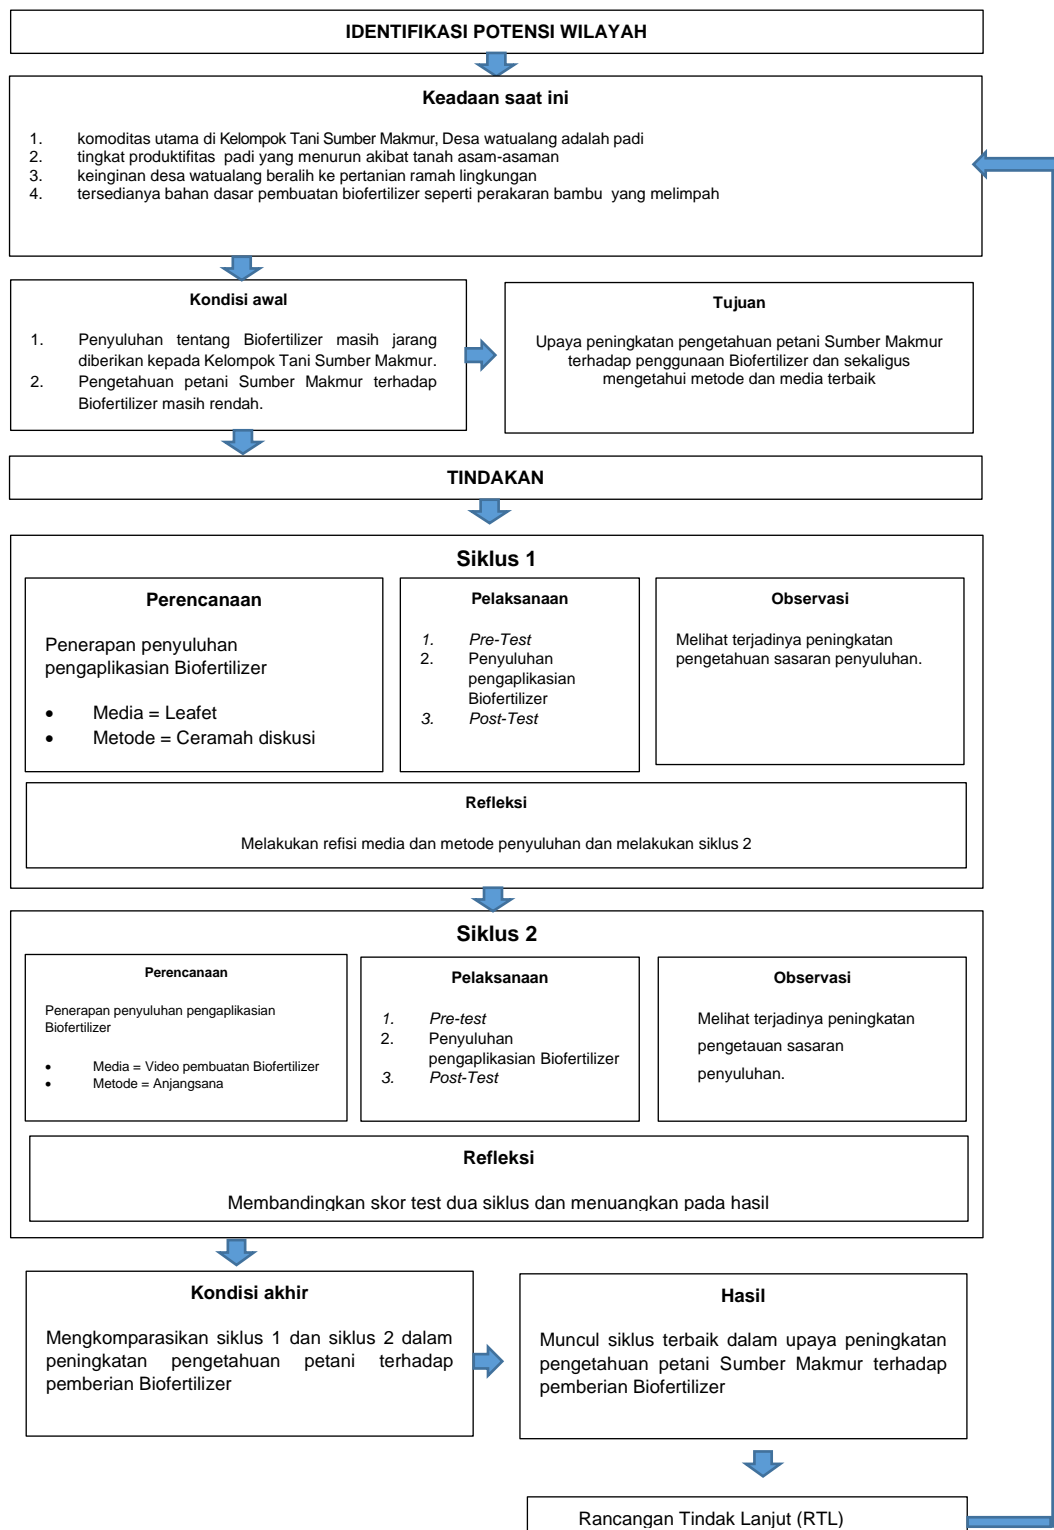 IDENTIFIKASI POTENSI WILAYAH
Keadaan saat ini
1. komoditas utama di Kelompok Tani Sumber Makmur, Desa watualang adalah padi
2. tingkat produktifitas padi yang menurun akibat tanah asam-asaman
3. keinginan desa watualang beralih ke pertanian ramah lingkungan
4. tersedianya bahan dasar pembuatan biofertilizer seperti perakaran bambu yang melimpah
Kondisi awal
1. Penyuluhan tentang Biofertilizer masih jarang
diberikan kepada Kelompok Tani Sumber Makmur.
2. Pengetahuan petani Sumber Makmur terhadap
Biofertilizer masih rendah.
Tujuan
Upaya peningkatan pengetahuan petani Sumber Makmur
terhadap penggunaan Biofertilizer dan sekaligus
mengetahui metode dan media terbaik
TINDAKAN
Siklus 1
Perencanaan
Penerapan penyuluhan
pengaplikasian Biofertilizer
• Media = Leafet
• Metode = Ceramah diskusi
Pelaksanaan
1. Pre-Test
2. Penyuluhan
pengaplikasian
Biofertilizer
3. Post-Test
Observasi
Melihat terjadinya peningkatan
pengetahuan sasaran penyuluhan.
Refleksi
Melakukan refisi media dan metode penyuluhan dan melakukan siklus 2
Siklus 2
Perencanaan
Penerapan penyuluhan pengaplikasian
Biofertilizer
• Media = Video pembuatan Biofertilizer
• Metode = Anjangsana
Pelaksanaan
1. Pre-test
2. Penyuluhan
pengaplikasian Biofertilizer
3. Post-Test
Observasi
Melihat terjadinya peningkatan
pengetauan sasaran
penyuluhan.
Refleksi
Membandingkan skor test dua siklus dan menuangkan pada hasil
Kondisi akhir
Mengkomparasikan siklus 1 dan siklus 2 dalam
peningkatan pengetahuan petani terhadap
pemberian Biofertilizer
Hasil
Muncul siklus terbaik dalam upaya peningkatan
pengetahuan petani Sumber Makmur terhadap
pemberian Biofertilizer
Rancangan Tindak Lanjut (RTL)